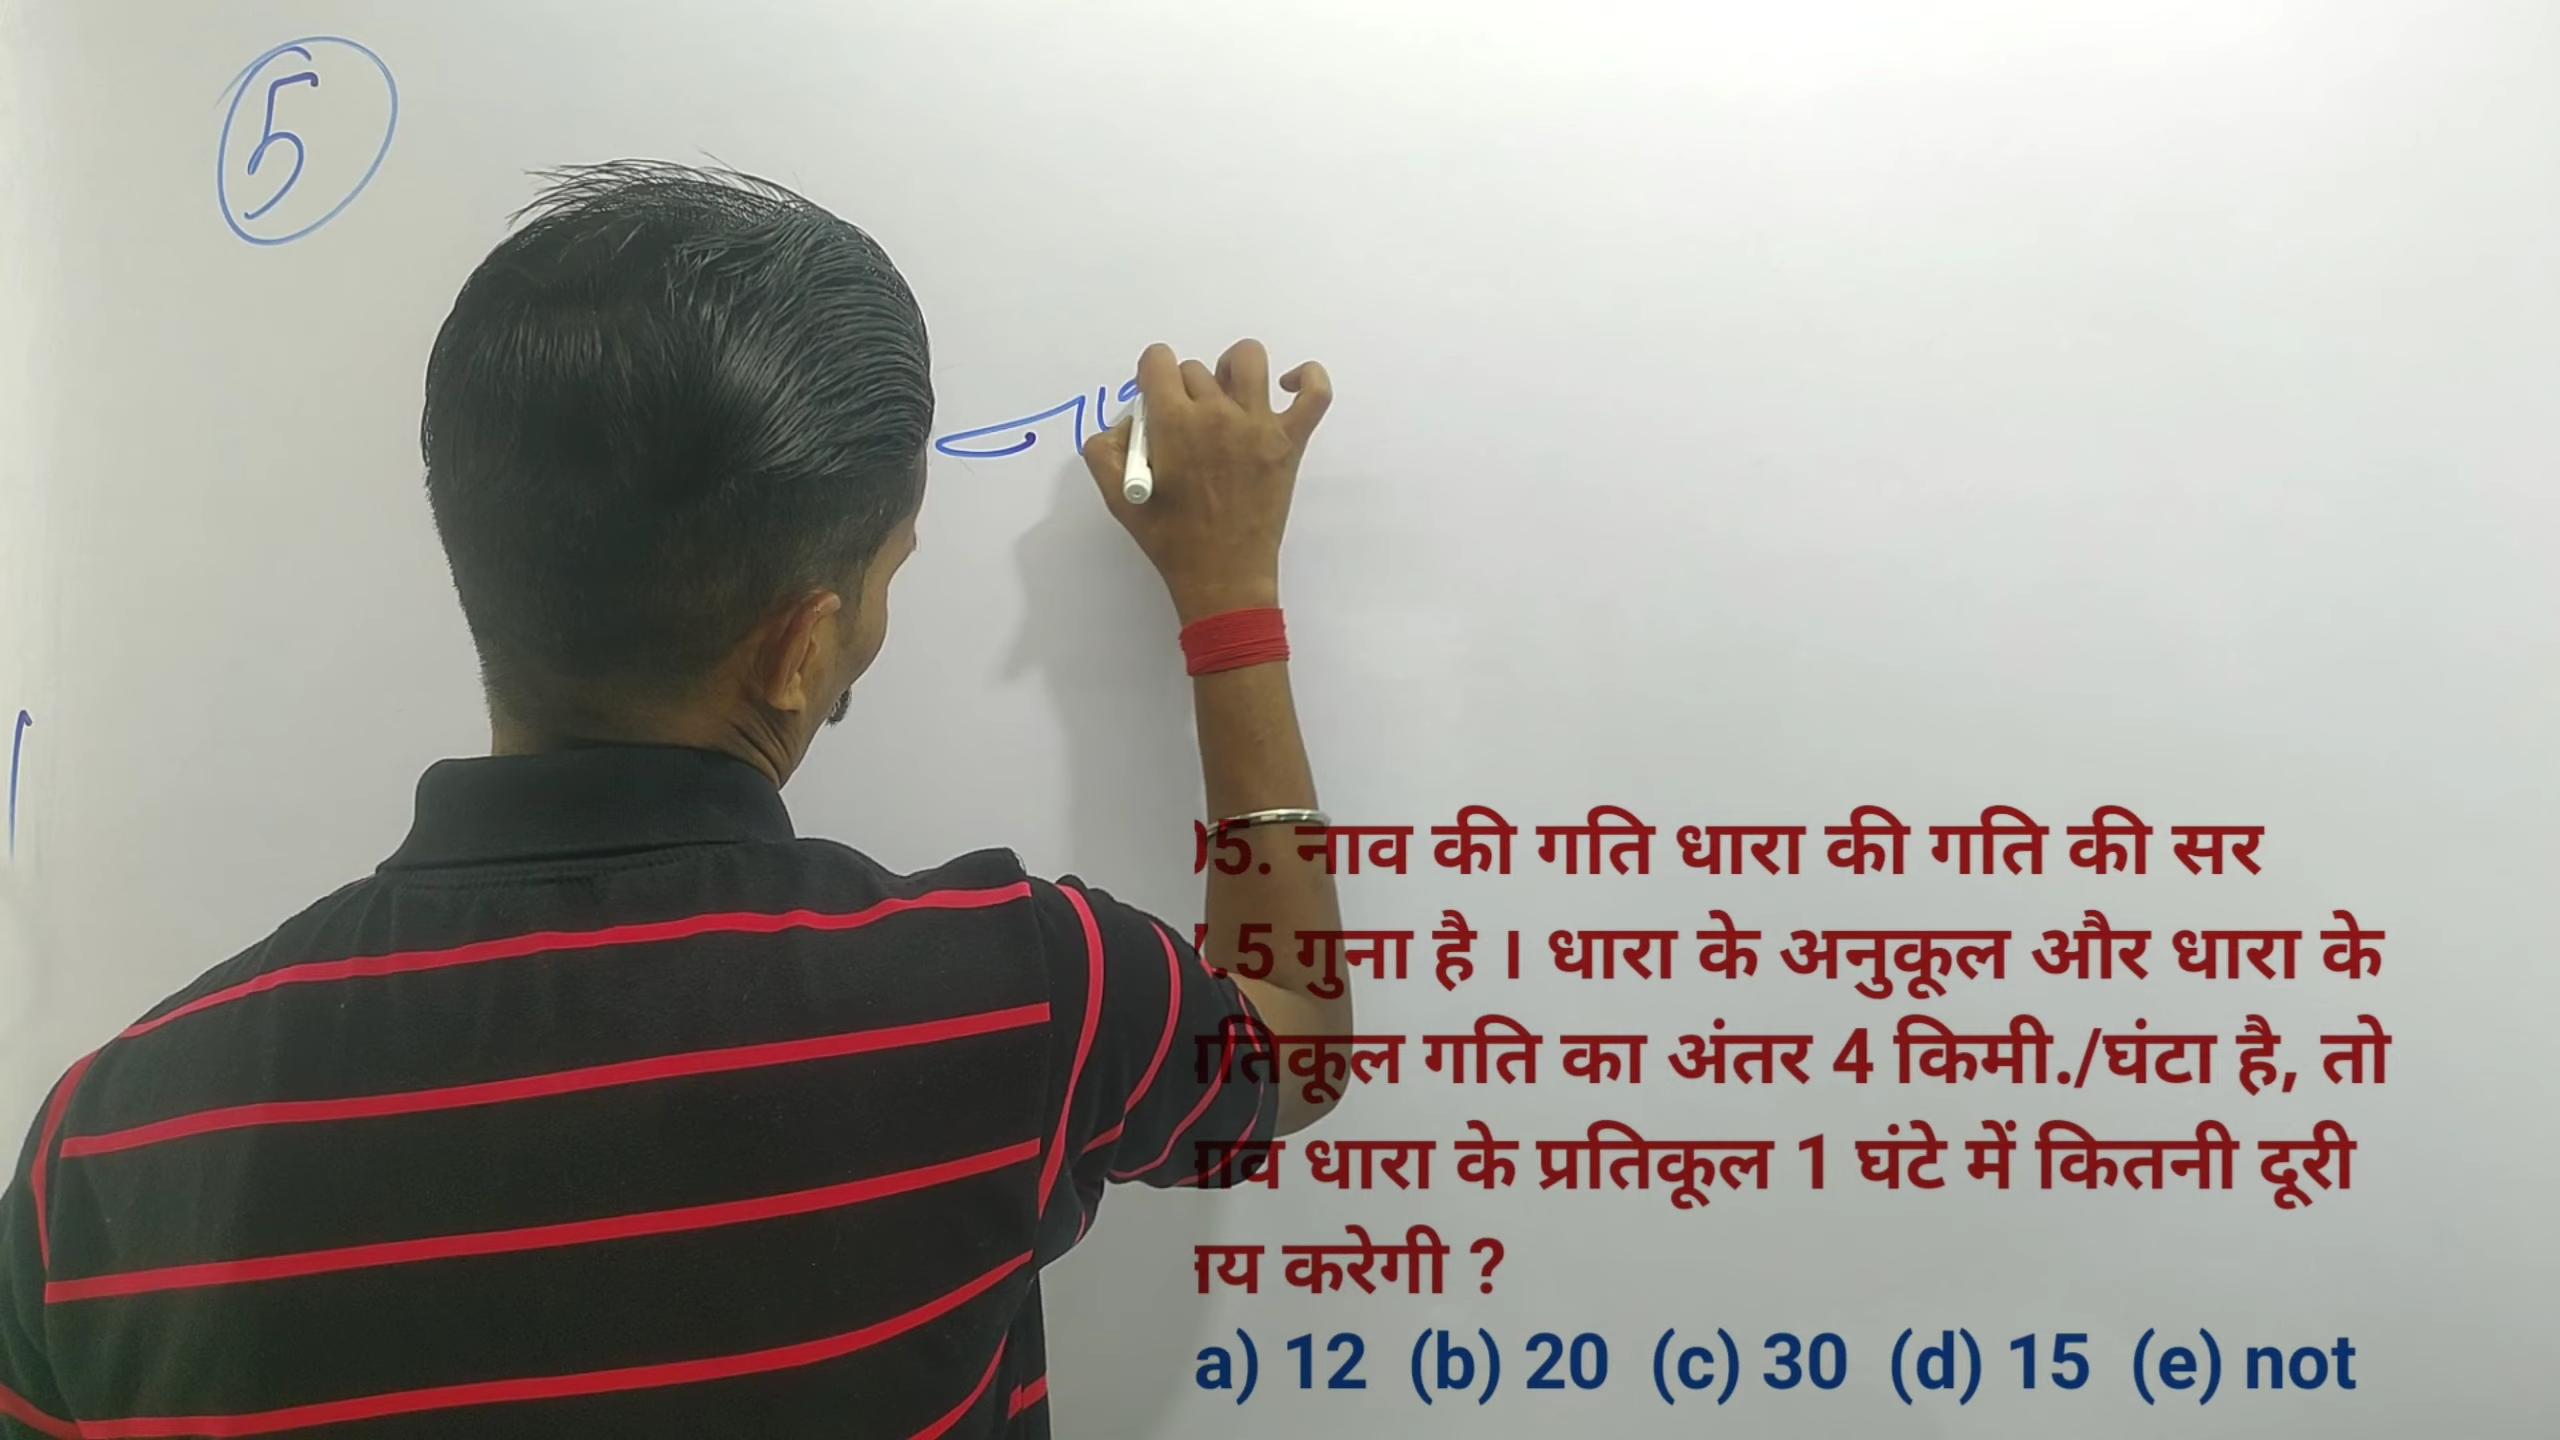 5
05. नाव की गति धारा की गति की सर
.5 गुना है । धारा के अनुकूल और धारा के
गति का अंतर 4 किमी./घंटा है, तो
धारा के प्रतिकूल 1 घंटे में कितनी दूरी
करेगी ?
a) 12 (b) 20 (c) 30 (d) 15 (e) not